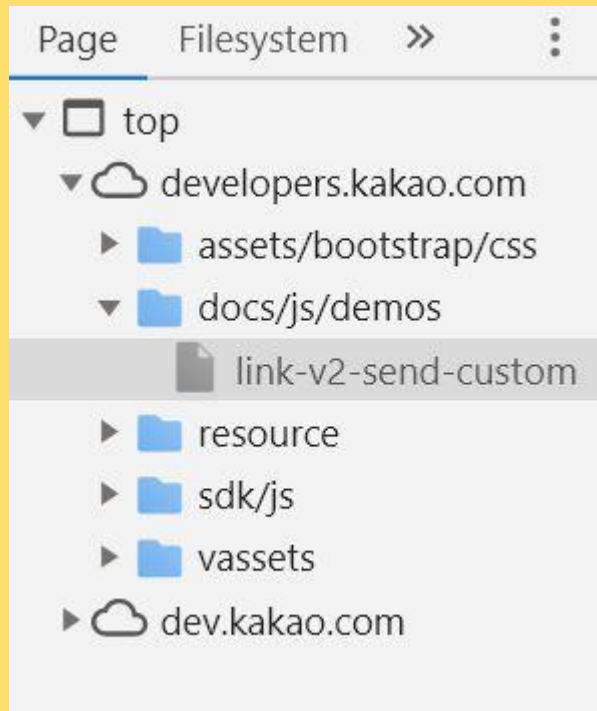 Page Filesystem »
top
developers.kakao.com
assets/bootstrap/css
docs/js/demos
link-v2-send-custom
resource
sdk/js
vassets
dev.kakao.com